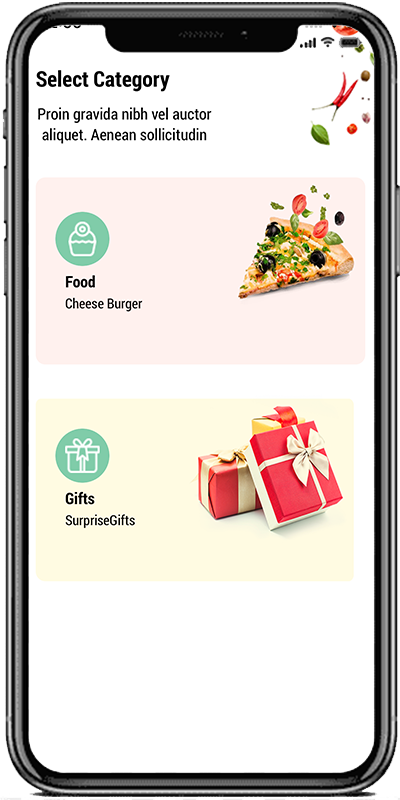 Select Category
Proin gravida nibh vel auctor
aliquet. Aenean sollicitudin
Food
Cheese Burger
Gifts
SurpriseGifts